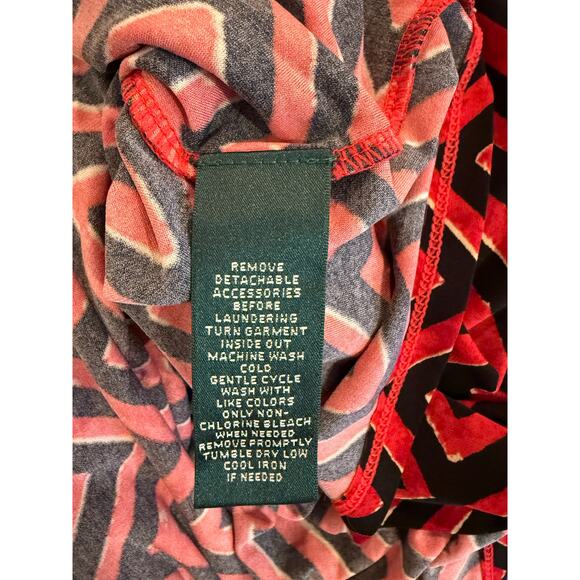 REMOVE
DETACHABLE
ACCESSORIES
BEFORE
LAUNDERING
TURN GARMENT
INSIDE OUT
MACHINE WASH
COLD
GENTLE CYCLE
WASH WITH
LIKE COLORS
ONLY NON-
CHLORINE BLEACH
WHEN NEEDED
REMOVE PROMPTLY
TUMBLE DRY LOW
COOL IRON
IF NEEDED